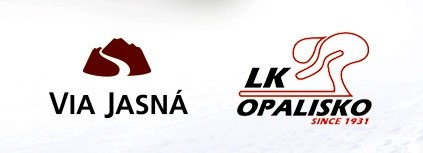 VIA JASNÁ
LK
OPALISKO
SINCE 1931